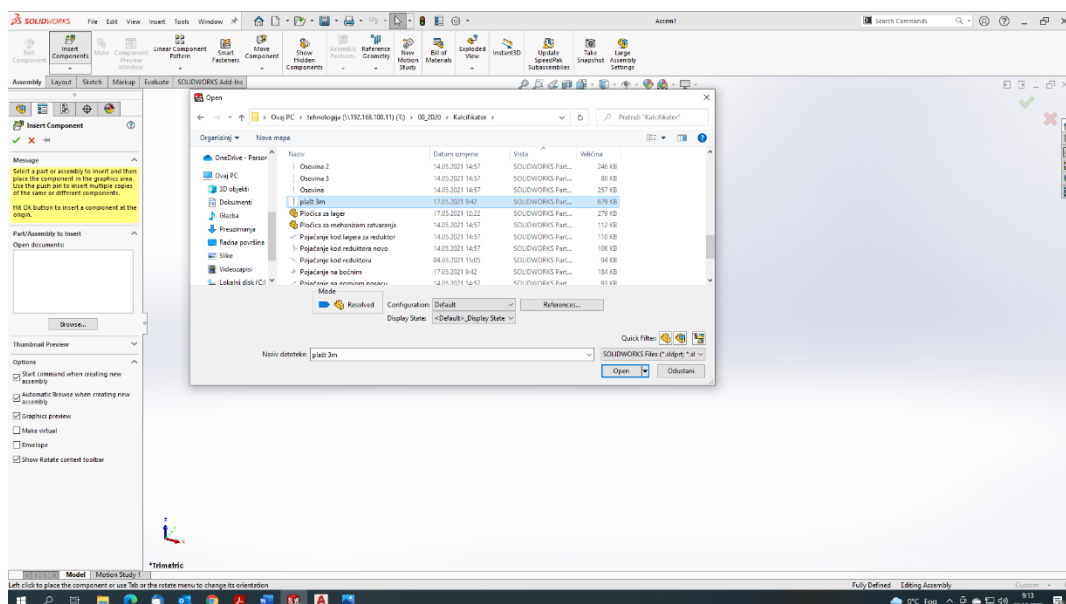 SOLIDWORKS File Edit View Insert Tools Window Assem1 Search Commands
Edit Component Insert Components Mate Component Preview Window Linear Component Pattern Smart Fasteners Move Component Show Hidden Components Assembly Features Reference Geometry New Motion Study Bill of Materials Exploded View Instant3D Update SpeedPak Subassemblies Take Snapshot Large Assembly Settings
Assembly Layout Sketch Markup Evaluate SOLIDWORKS Add-Ins
Open
Ovaj PC › tehnologija (\\192.168.100.11) (T:) › 00_2020 › Kalcifikator ›
Pretraži "Kalcifikator"
Organiziraj Nova mapa
OneDrive - Person
Ovaj PC
3D objekti
Dokumenti
Glazba
Preuzimanja
Radna površina
Slike
Videozapisi
Lokalni disk (C:)
Naziv Datum izmjene Vrsta Veličina
Osovina 2 14.05.2021 14:57 SOLIDWORKS Part... 246 KB
Osovina 3 14.05.2021 14:57 SOLIDWORKS Part... 80 KB
Osovina 14.05.2021 14:57 SOLIDWORKS Part... 257 KB
plašt 3m 17.05.2021 9:42 SOLIDWORKS Part... 679 KB
Pločica za lager 17.05.2021 12:22 SOLIDWORKS Part... 279 KB
Pločica za mehanizam zatvaranja 14.05.2021 14:57 SOLIDWORKS Part... 112 KB
Pojačanje kod lagera za reduktor 14.05.2021 14:57 SOLIDWORKS Part... 110 KB
Pojačanje kod reduktora novo 14.05.2021 14:57 SOLIDWORKS Part... 106 KB
Pojačanje kod reduktora 04.03.2021 15:05 SOLIDWORKS Part... 94 KB
Pojačanje na bočnim 17.05.2021 9:42 SOLIDWORKS Part... 184 KB
Pojačanje na gornjom nosaču 14.05.2021 14:57 SOLIDWORKS Part... 93 KB
Mode
Resolved
Configuration: Default
References...
Display State: <Default>_Display State
Quick Filter:
Naziv datoteke: plašt 3m
SOLIDWORKS Files (*.sldprt; *.sl
Open Odustani
Insert Component
Message
Select a part or assembly to insert and then
place the component in the graphics area.
Use the push pin to insert multiple copies
of the same or different components.
Hit OK button to insert a component at the
origin.
Part/Assembly to Insert
Open documents:
Browse...
Thumbnail Preview
Options
Start command when creating new
assembly
Automatic Browse when creating new
assembly
Graphics preview
Make virtual
Envelope
Show Rotate context toolbar
*Trimetric
Model Motion Study 1
Left click to place the component or use Tab or the rotate menu to change its orientation
Fully Defined Editing Assembly Custom
0°C Fog 9:13